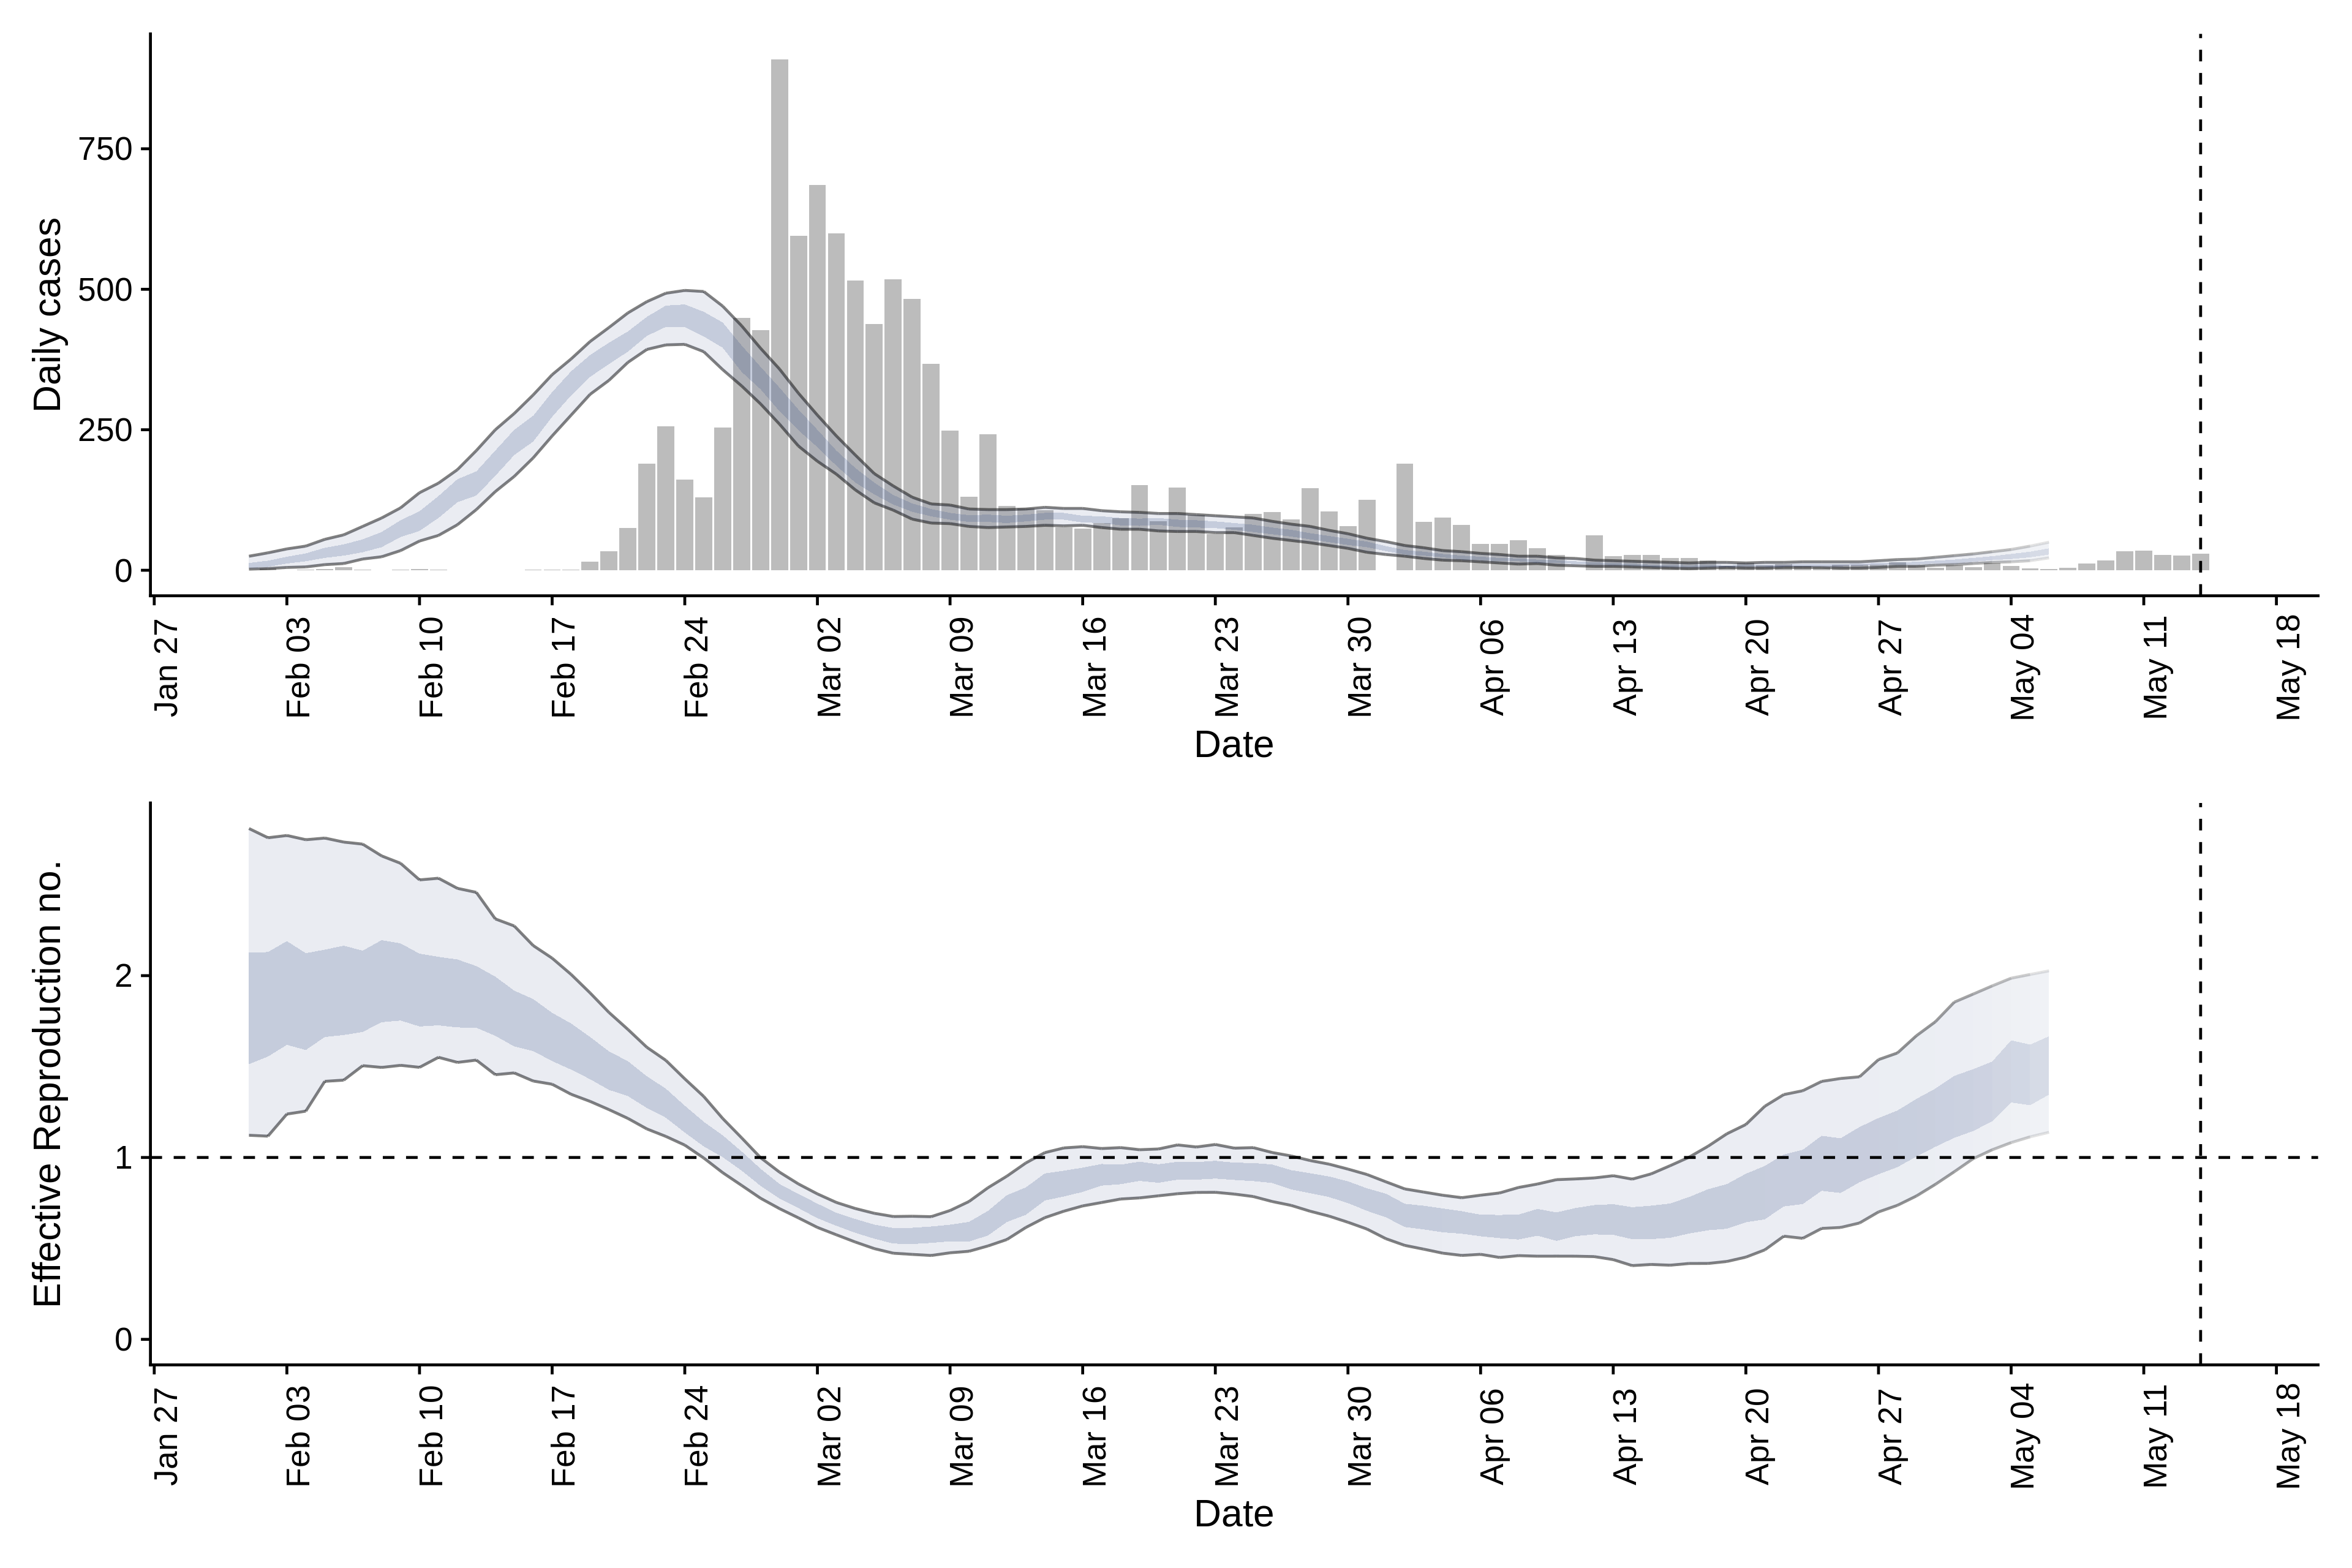 Daily cases
750
500
250
0
Jan 27
Feb 03
Feb 10
Feb 17
Feb 24
Mar 02
Mar 09
Mar 16
Mar 23
Mar 30
Apr 06
Apr 13
Apr 20
Apr 27
May 04
May 11
May 18
Date
Effective Reproduction no.
2
1
0
Jan 27
Feb 03
Feb 10
Feb 17
Feb 24
Mar 02
Mar 09
Mar 16
Mar 23
Mar 30
Apr 06
Apr 13
Apr 20
Apr 27
May 04
May 11
May 18
Date